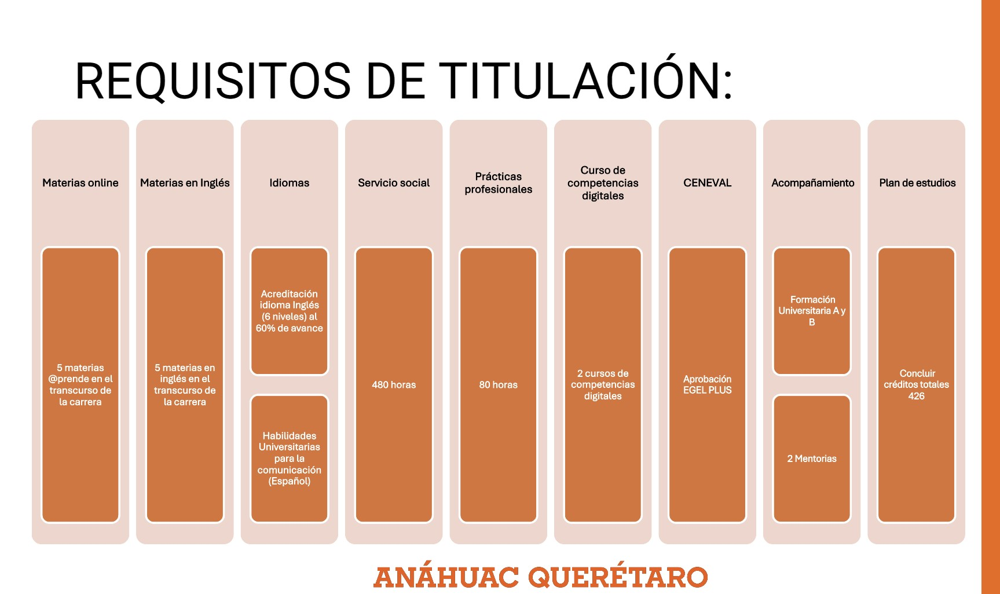 REQUISITOS DE TITULACIÓN:
Materias online
5 materias
@prende en el
transcurso de
la carrera
Materias en Inglés
5 materias en
inglés en el
transcurso de
la carrera
Idiomas
Acreditación
idioma Inglés
(6 niveles) al
60% de avance
Habilidades
Universitarias
para la
comunicación
(Español)
Servicio social
480 horas
Prácticas
profesionales
80 horas
Curso de
competencias
digitales
2 cursos de
competencias
digitales
CENEVAL
Aprobación
EGEL PLUS
Acompañamiento
Formación
Universitaria A y
B
2 Mentorias
Plan de estudios
Concluir
créditos totales
426
ANÁHUAC QUERÉTARO